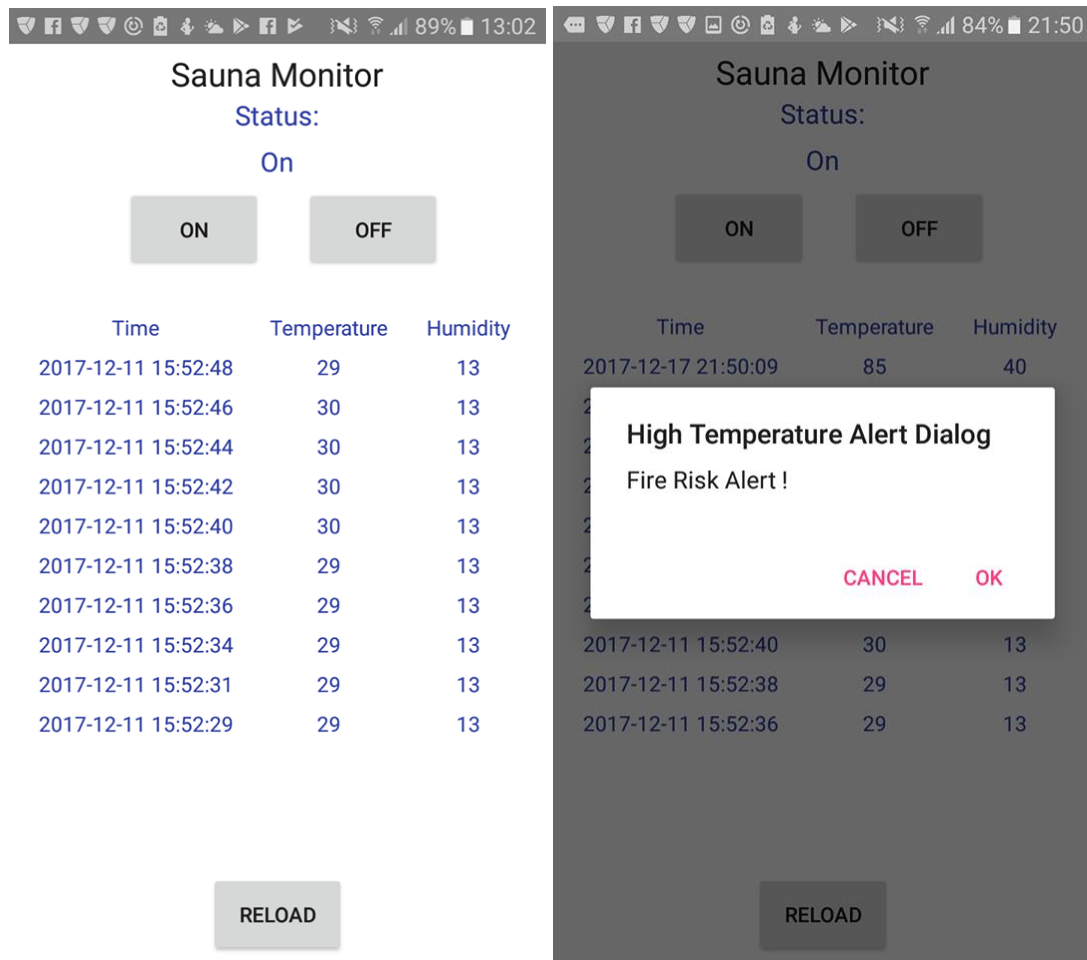 89% 13:02
Sauna Monitor
Status:
On
ON OFF
Time Temperature Humidity
2017-12-11 15:52:48 29 13
2017-12-11 15:52:46 30 13
2017-12-11 15:52:44 30 13
2017-12-11 15:52:42 30 13
2017-12-11 15:52:40 30 13
2017-12-11 15:52:38 29 13
2017-12-11 15:52:36 29 13
2017-12-11 15:52:34 29 13
2017-12-11 15:52:31 29 13
2017-12-11 15:52:29 29 13
RELOAD
84% 21:50
Sauna Monitor
Status:
On
ON OFF
Time Temperature Humidity
2017-12-17 21:50:09 85 40
High Temperature Alert Dialog
Fire Risk Alert !
CANCEL OK
2017-12-11 15:52:40 30 13
2017-12-11 15:52:38 29 13
2017-12-11 15:52:36 29 13
RELOAD